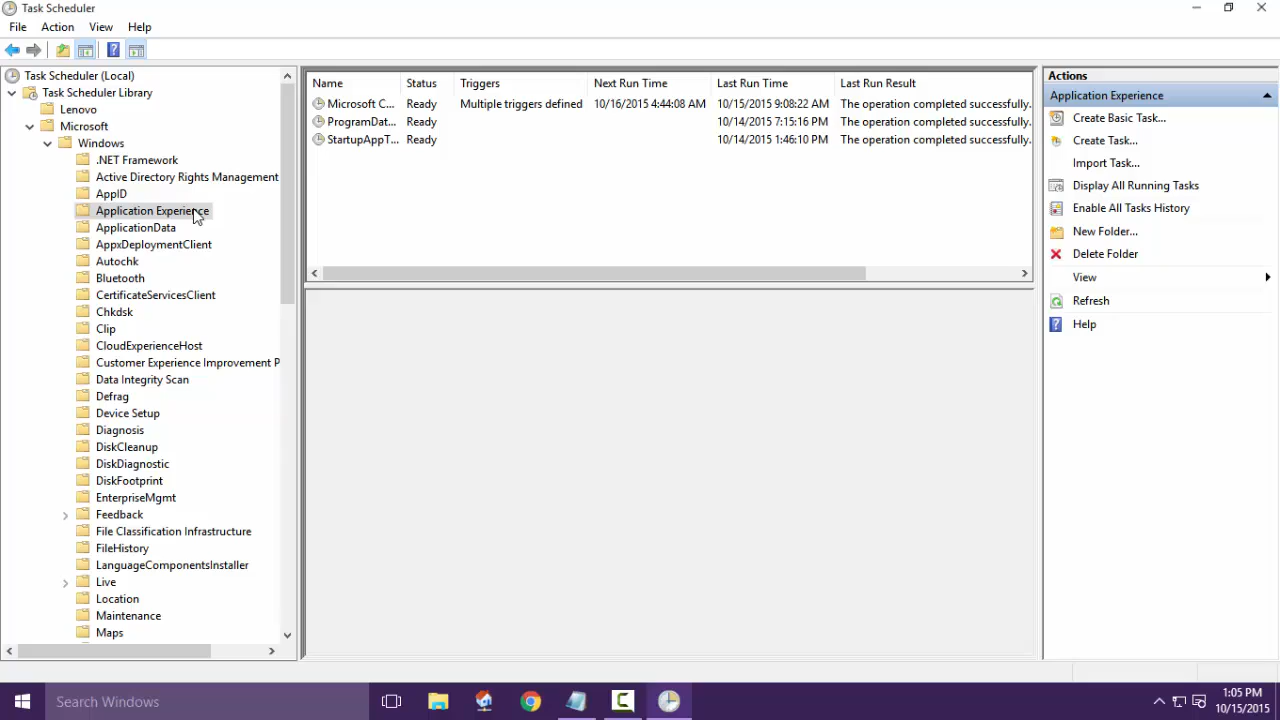 Task Scheduler
File Action View Help
Task Scheduler (Local)
Task Scheduler Library
Lenovo
Microsoft
Windows
.NET Framework
Active Directory Rights Management
AppID
Application Experience
ApplicationData
AppxDeploymentClient
Autochk
Bluetooth
CertificateServicesClient
Chkdsk
Clip
CloudExperienceHost
Customer Experience Improvement P
Data Integrity Scan
Defrag
Device Setup
Diagnosis
DiskCleanup
DiskDiagnostic
DiskFootprint
EnterpriseMgmt
Feedback
File Classification Infrastructure
FileHistory
LanguageComponentsInstaller
Live
Location
Maintenance
Maps
Name Status Triggers Next Run Time Last Run Time Last Run Result
Microsoft C... Ready Multiple triggers defined 10/16/2015 4:44:08 AM 10/15/2015 9:08:22 AM The operation completed successfully.
ProgramDat... Ready 10/14/2015 7:15:16 PM The operation completed successfully.
StartupAppT... Ready 10/14/2015 1:46:10 PM The operation completed successfully.
Actions
Application Experience
Create Basic Task...
Create Task...
Import Task...
Display All Running Tasks
Enable All Tasks History
New Folder...
Delete Folder
View
Refresh
Help
Search Windows
1:05 PM
10/15/2015